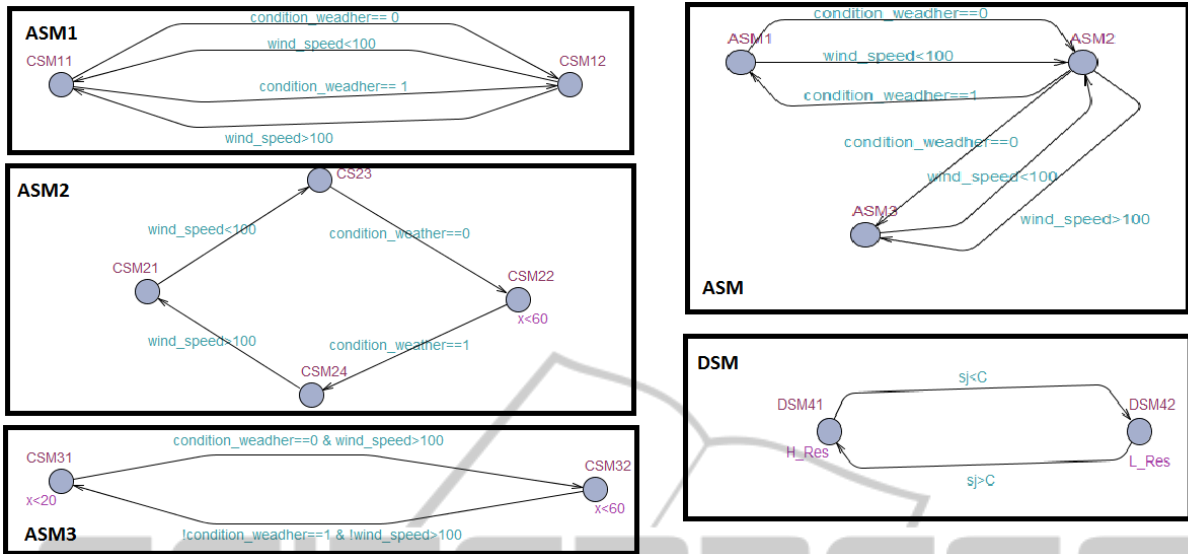 ASM1
condition_weadher== 0
CSM11
wind_speed<100
CSM12
condition_weadher== 1
wind_speed>100
ASM2
CS23
wind_speed<100
condition_weather==0
CSM21
CSM22
x<60
wind_speed>100
condition_weather==1
CSM24
condition_weadher==0 & wind_speed>100
CSM31
CSM32
x<20
x<60
!condition_weadher==1 & !wind_speed>100
ASM3
condition_weadher==0
ASM1
ASM2
wind_speed<100
condition_weadher==1
condition_weadher==0
wind_speed<100
ASM3
wind_speed>100
ASM
DSM
sj<C
DSM41
DSM42
H_Res
L_Res
sj>C